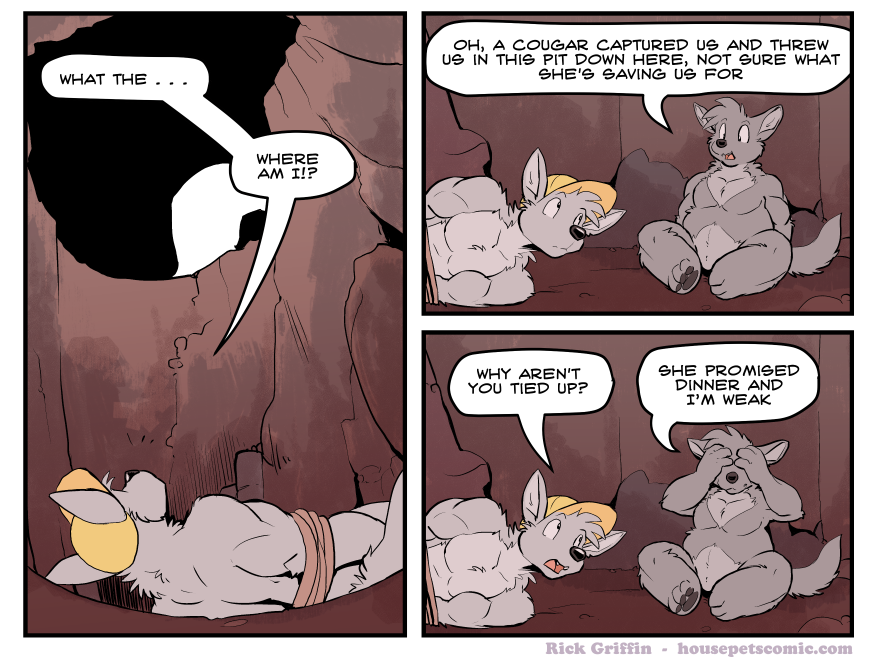 WHAT THE . . .
WHERE
AM I!?
OH, A COUGAR CAPTURED US AND THREW
US IN THIS PIT DOWN HERE, NOT SURE WHAT
SHE'S SAVING US FOR
WHY AREN'T
YOU TIED UP?
SHE PROMISED
DINNER AND
I'M WEAK
Rick Griffin - housepetscomic.com